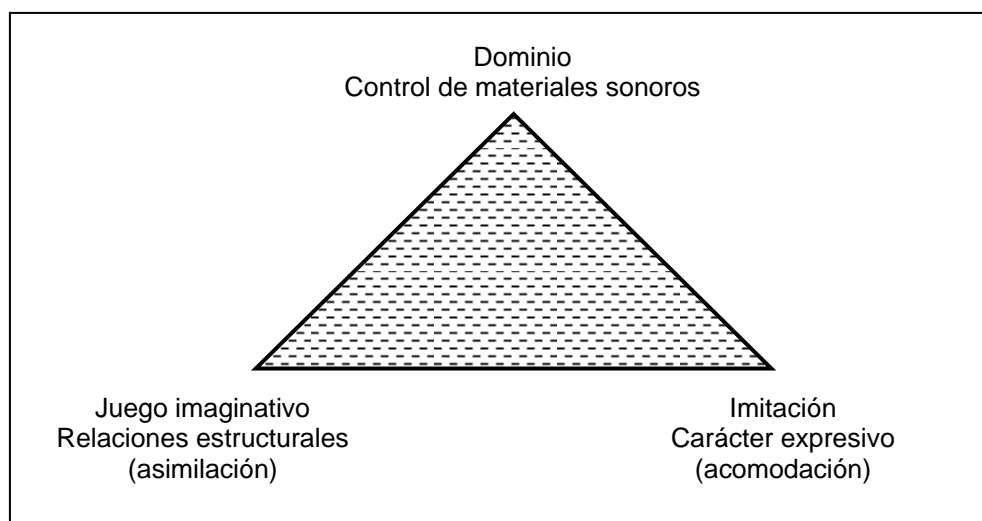 Dominio
Control de materiales sonoros
Juego imaginativo
Relaciones estructurales
(asimilación)
Imitación
Carácter expresivo
(acomodación)